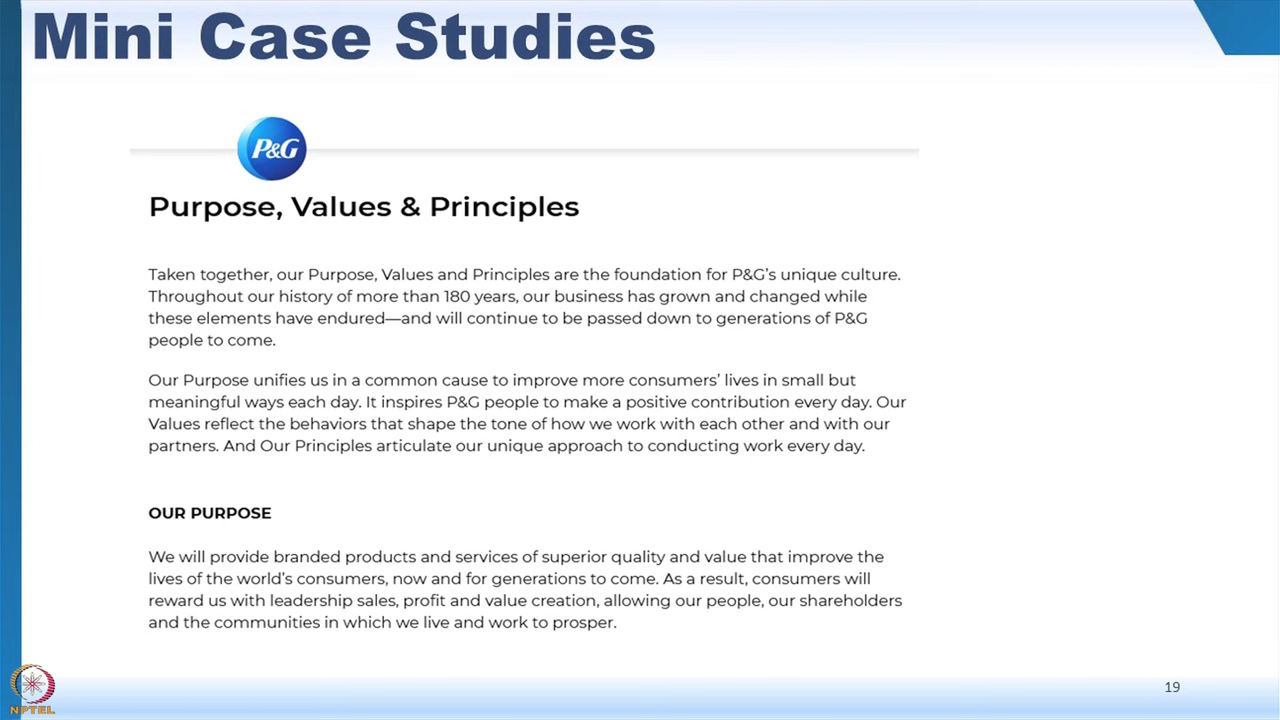 Mini Case Studies
P&G
Purpose, Values & Principles
Taken together, our Purpose, Values and Principles are the foundation for P&G's unique culture.
Throughout our history of more than 180 years, our business has grown and changed while
these elements have endured—and will continue to be passed down to generations of P&G
people to come.
Our Purpose unifies us in a common cause to improve more consumers' lives in small but
meaningful ways each day. It inspires P&G people to make a positive contribution every day. Our
Values reflect the behaviors that shape the tone of how we work with each other and with our
partners. And Our Principles articulate our unique approach to conducting work every day.
OUR PURPOSE
We will provide branded products and services of superior quality and value that improve the
lives of the world's consumers, now and for generations to come. As a result, consumers will
reward us with leadership sales, profit and value creation, allowing our people, our shareholders
and the communities in which we live and work to prosper.
NPTEL
19